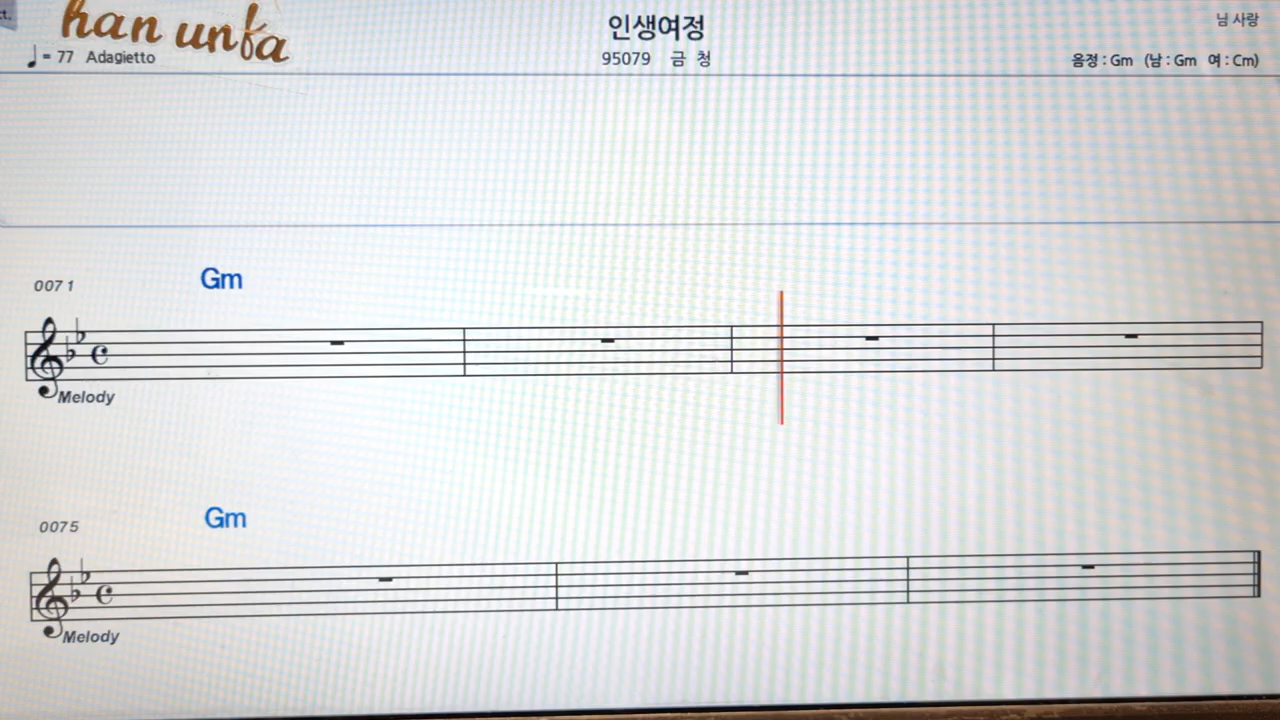 ct.
han unfa
인생여정
님 사랑
♩= 77 Adagietto
95079 금 청
음정 : Gm (남 : Gm 여 : Cm)
0071
Gm
Melody
0075
Gm
Melody